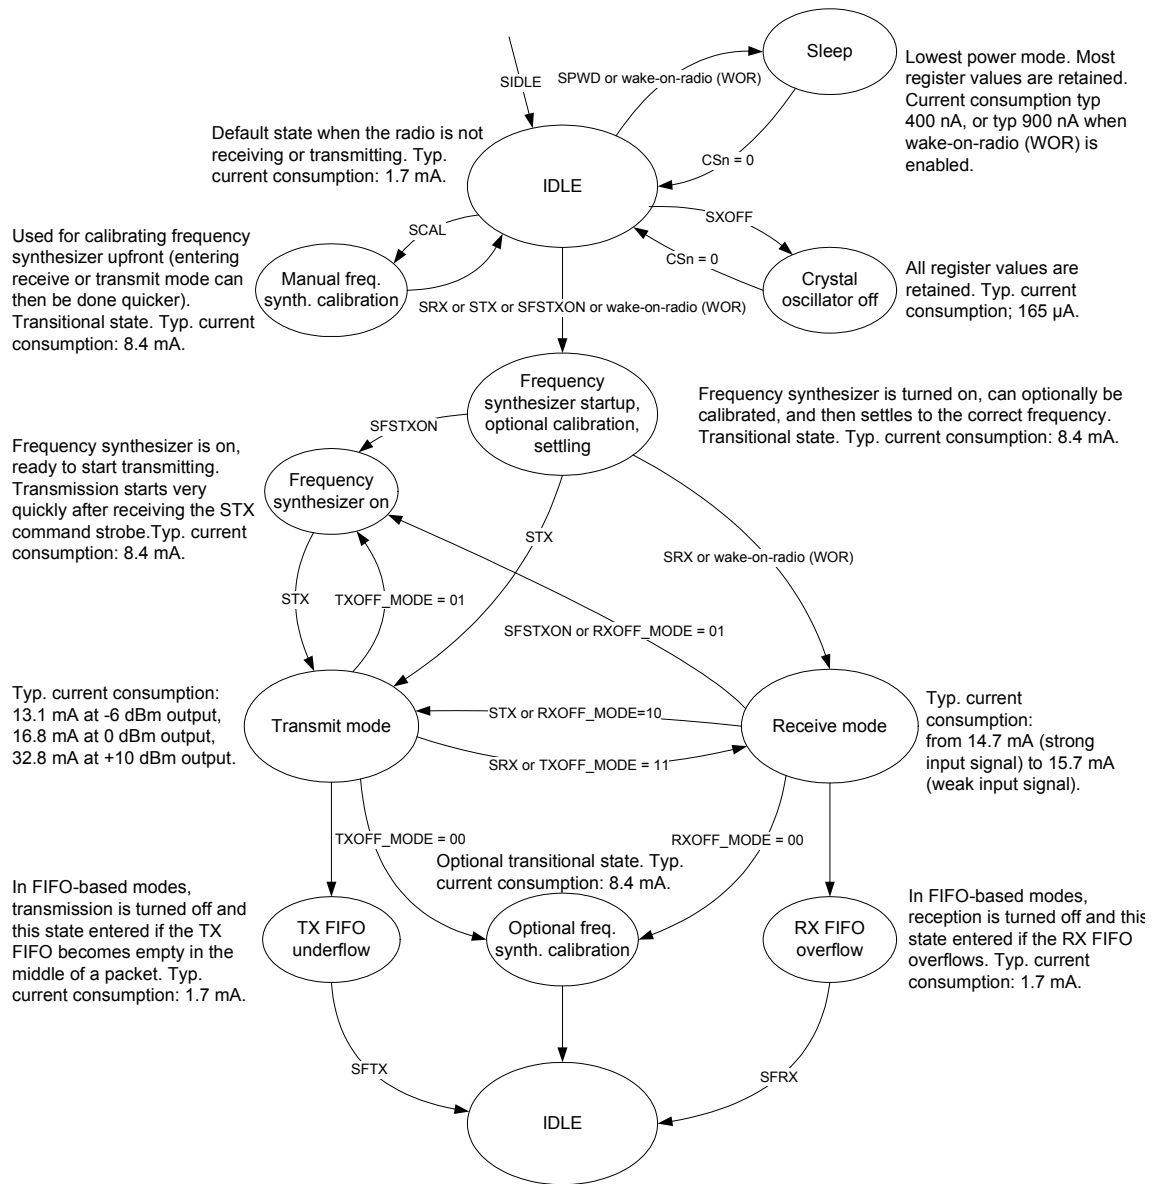 Sleep
Lowest power mode. Most
register values are retained.
Current consumption typ
400 nA, or typ 900 nA when
wake-on-radio (WOR) is
enabled.
SPWD or wake-on-radio (WOR)
SIDLE
Default state when the radio is not
receiving or transmitting. Typ.
current consumption: 1.7 mA.
CSn = 0
IDLE
SXOFF
SCAL
Used for calibrating frequency
synthesizer upfront (entering
receive or transmit mode can
then be done quicker).
Transitional state. Typ. current
consumption: 8.4 mA.
Manual freq.
synth. calibration
CSn = 0
Crystal
oscillator off
All register values are
retained. Typ. current
consumption; 165 µA.
SRX or STX or SFSTXON or wake-on-radio (WOR)
Frequency
synthesizer startup,
optional calibration,
settling
Frequency synthesizer is turned on, can optionally be
calibrated, and then settles to the correct frequency.
Transitional state. Typ. current consumption: 8.4 mA.
SFSTXON
Frequency synthesizer is on,
ready to start transmitting.
Transmission starts very
quickly after receiving the STX
command strobe.Typ. current
consumption: 8.4 mA.
Frequency
synthesizer on
STX
SRX or wake-on-radio (WOR)
STX
TXOFF_MODE = 01
SFSTXON or RXOFF_MODE = 01
Typ. current consumption:
13.1 mA at -6 dBm output,
16.8 mA at 0 dBm output,
32.8 mA at +10 dBm output.
Transmit mode
STX or RXOFF_MODE=10
SRX or TXOFF_MODE = 11
Receive mode
Typ. current
consumption:
from 14.7 mA (strong
input signal) to 15.7 mA
(weak input signal).
TXOFF_MODE = 00
RXOFF_MODE = 00
Optional transitional state. Typ.
current consumption: 8.4 mA.
In FIFO-based modes,
transmission is turned off and
this state entered if the TX
FIFO becomes empty in the
middle of a packet. Typ.
current consumption: 1.7 mA.
TX FIFO
underflow
Optional freq.
synth. calibration
RX FIFO
overflow
In FIFO-based modes,
reception is turned off and this
state entered if the RX FIFO
overflows. Typ. current
consumption: 1.7 mA.
SFTX
SFRX
IDLE